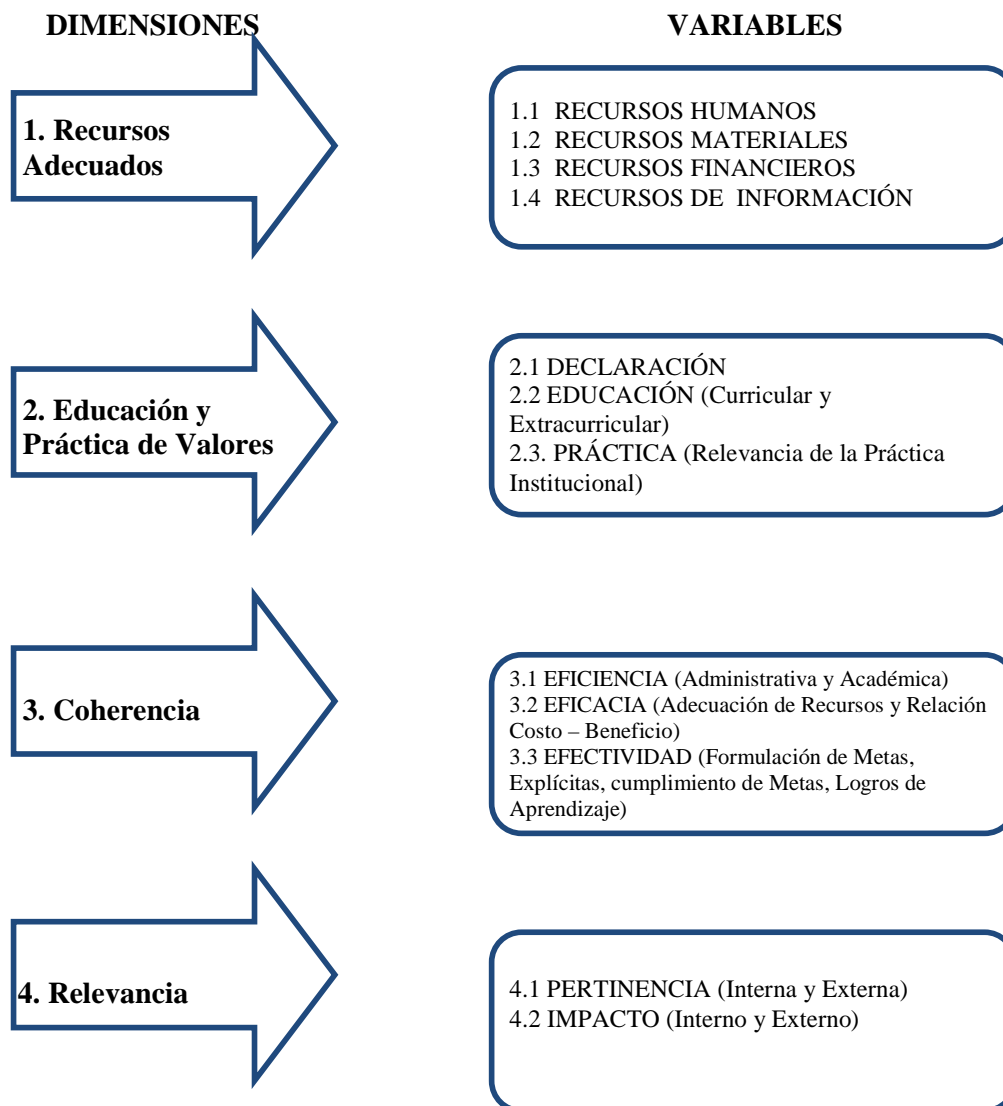 DIMENSIONES
VARIABLES
1. Recursos
Adecuados
1.1 RECURSOS HUMANOS
1.2 RECURSOS MATERIALES
1.3 RECURSOS FINANCIEROS
1.4 RECURSOS DE INFORMACIÓN
2. Educación y
Práctica de Valores
2.1 DECLARACIÓN
2.2 EDUCACIÓN (Curricular y
Extracurricular)
2.3. PRÁCTICA (Relevancia de la Práctica
Institucional)
3. Coherencia
3.1 EFICIENCIA (Administrativa y Académica)
3.2 EFICACIA (Adecuación de Recursos y Relación
Costo – Beneficio)
3.3 EFECTIVIDAD (Formulación de Metas,
Explícitas, cumplimiento de Metas, Logros de
Aprendizaje)
4. Relevancia
4.1 PERTINENCIA (Interna y Externa)
4.2 IMPACTO (Interno y Externo)